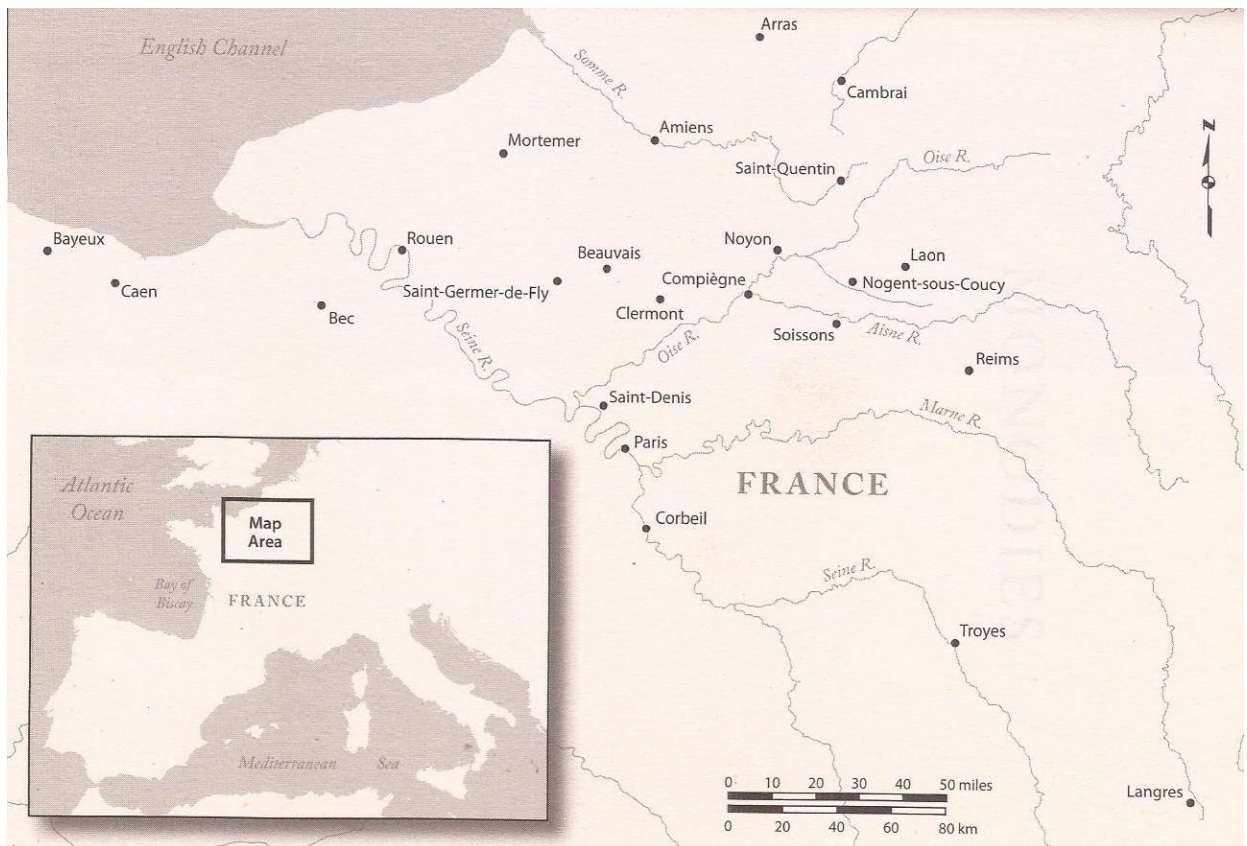 English Channel
Arras
Somme R.
Cambrai
Amiens
Mortemer
Saint-Quentin
Oise R.
N
Bayeux
Rouen
Noyon
Beauvais
Laon
Caen
Compiègne
Saint-Germer-de-Fly
Nogent-sous-Coucy
Clermont
Bec
Seine R.
Oise R.
Soissons
Aisne R.
Reims
Saint-Denis
Marne R.
Paris
FRANCE
Corbeil
Seine R.
Troyes
Langres
Atlantic
Ocean
Map
Area
Bay of
Biscay
FRANCE
Mediterranean Sea
0 10 20 30 40 50 miles
0 20 40 60 80 km
MONODIES